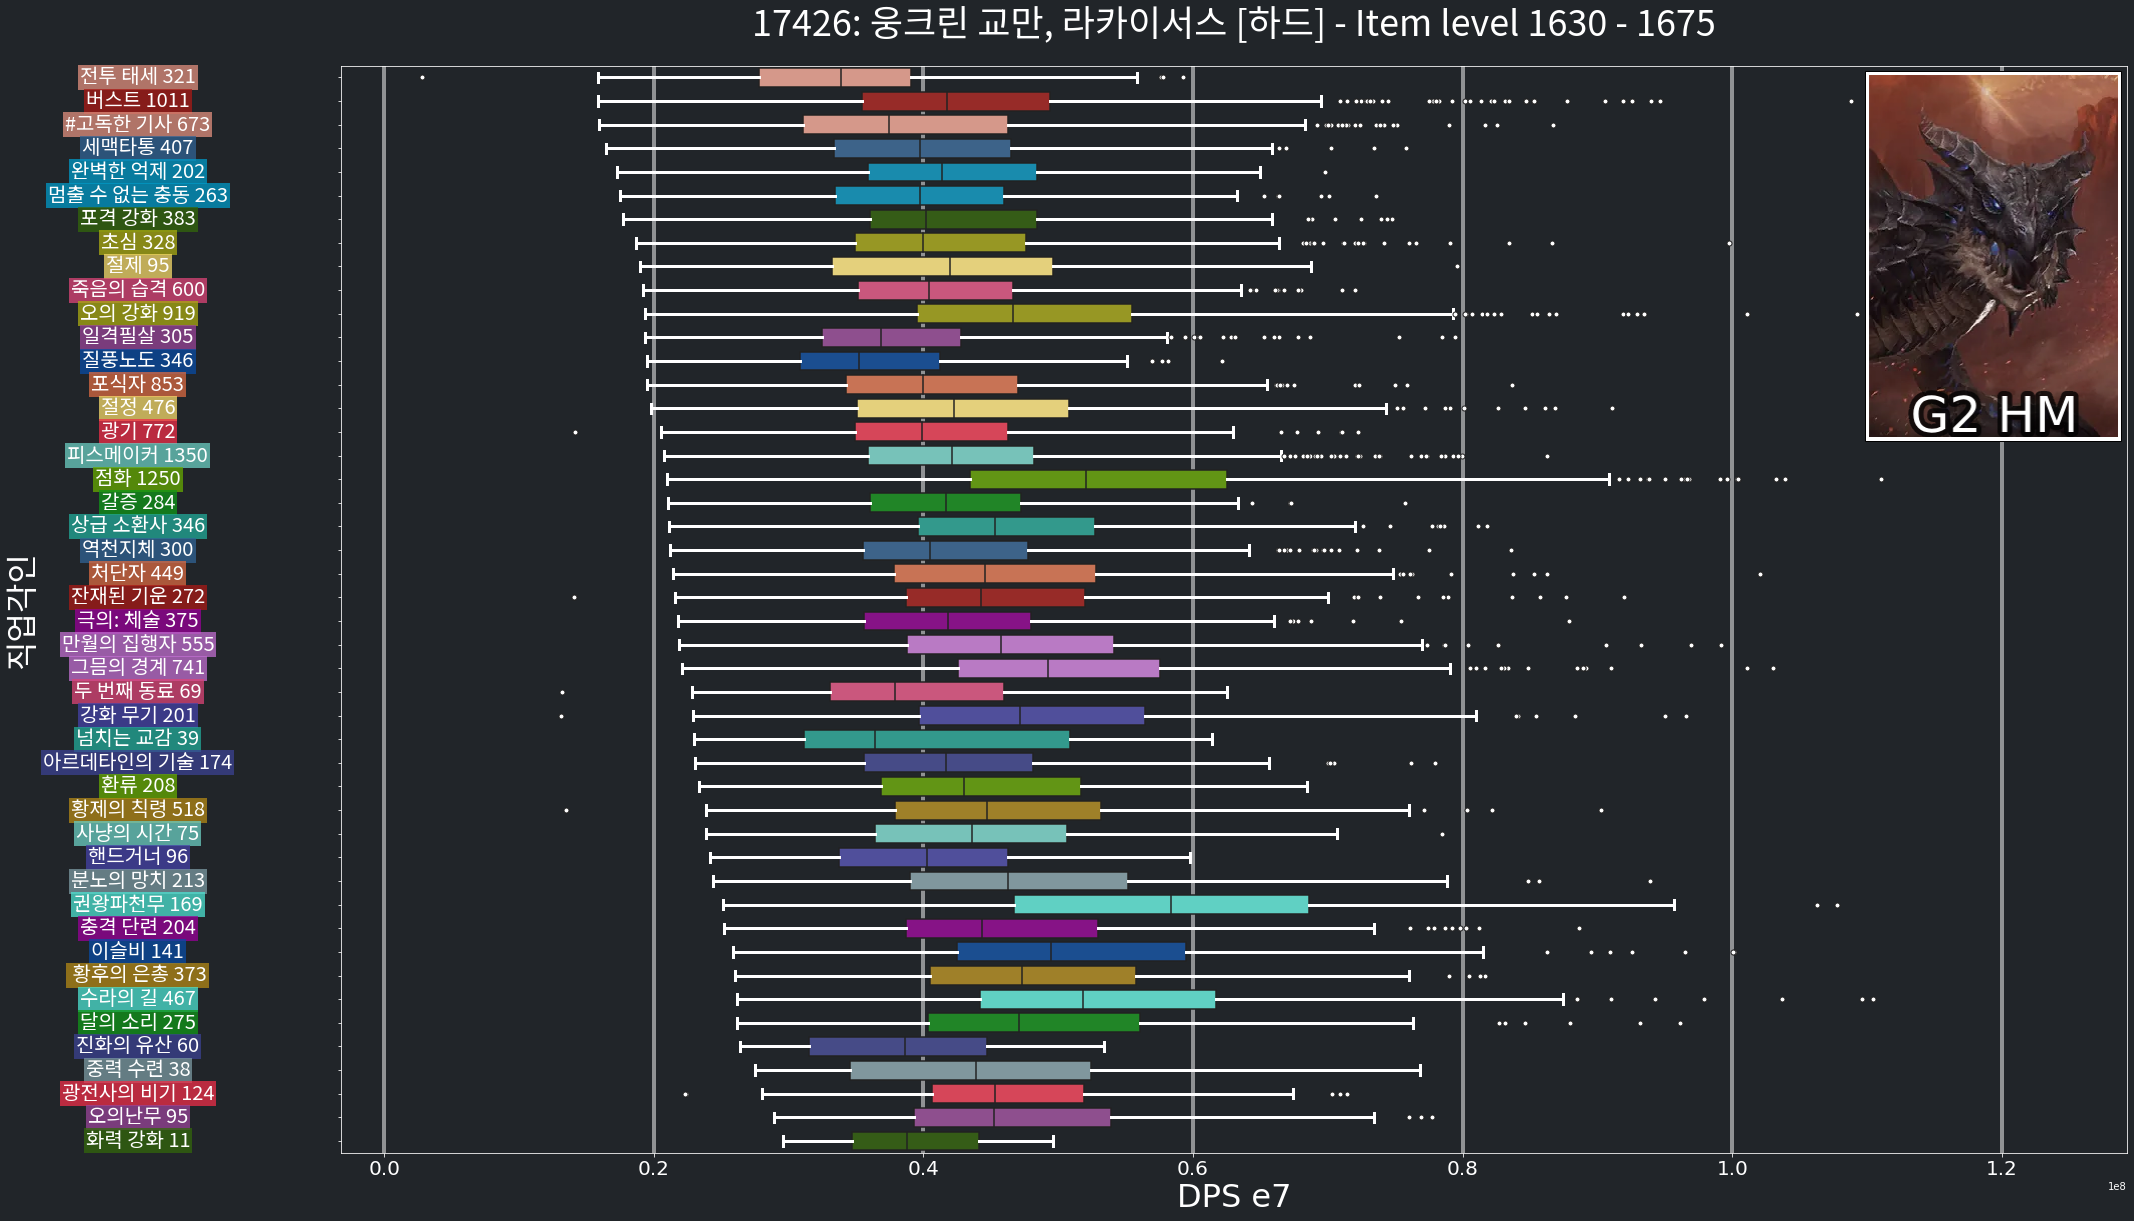 17426: 웅크린 교만, 라카이서스 [하드] - Item level 1630 - 1675
전투 태세 321
버스트 1011
#고독한 기사 673
세맥타통 407
완벽한 억제 202
멈출 수 없는 충동 263
포격 강화 383
초심 328
절제 95
죽음의 습격 600
오의 강화 919
일격필살 305
질풍노도 346
포식자 853
절정 476
광기 772
피스메이커 1350
점화 1250
갈증 284
상급 소환사 346
역천지체 300
처단자 449
잔재된 기운 272
극의: 체술 375
만월의 집행자 555
그믐의 경계 741
두 번째 동료 69
강화 무기 201
넘치는 교감 39
아르데타인의 기술 174
환류 208
황제의 칙령 518
사냥의 시간 75
핸드거너 96
분노의 망치 213
권왕파천무 169
충격 단련 204
이슬비 141
황후의 은총 373
수라의 길 467
달의 소리 275
진화의 유산 60
중력 수련 38
광전사의 비기 124
오의난무 95
화력 강화 11
직업각인
G2 HM
0.0 0.2 0.4 0.6 0.8 1.0 1.2
DPS e7
1e8